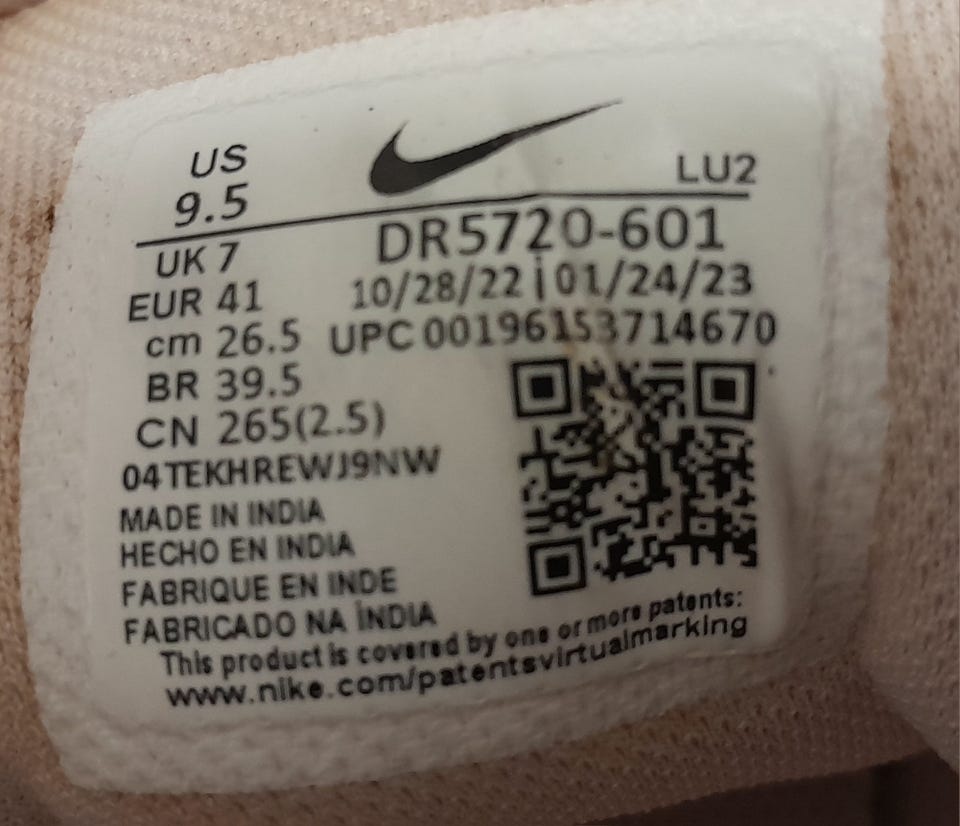 US
9.5
LU2
UK 7
EUR 41
cm 26.5
BR 39.5
CN 265(2.5)
DR5720-601
10/28/22 | 01/24/23
UPC 00196153714670
04TEKHREWJ9NW
MADE IN INDIA
HECHO EN INDIA
FABRIQUE EN INDE
FABRICADO NA ÍNDIA
This product is covered by one or more patents:
www.nike.com/patentsvirtualmarking